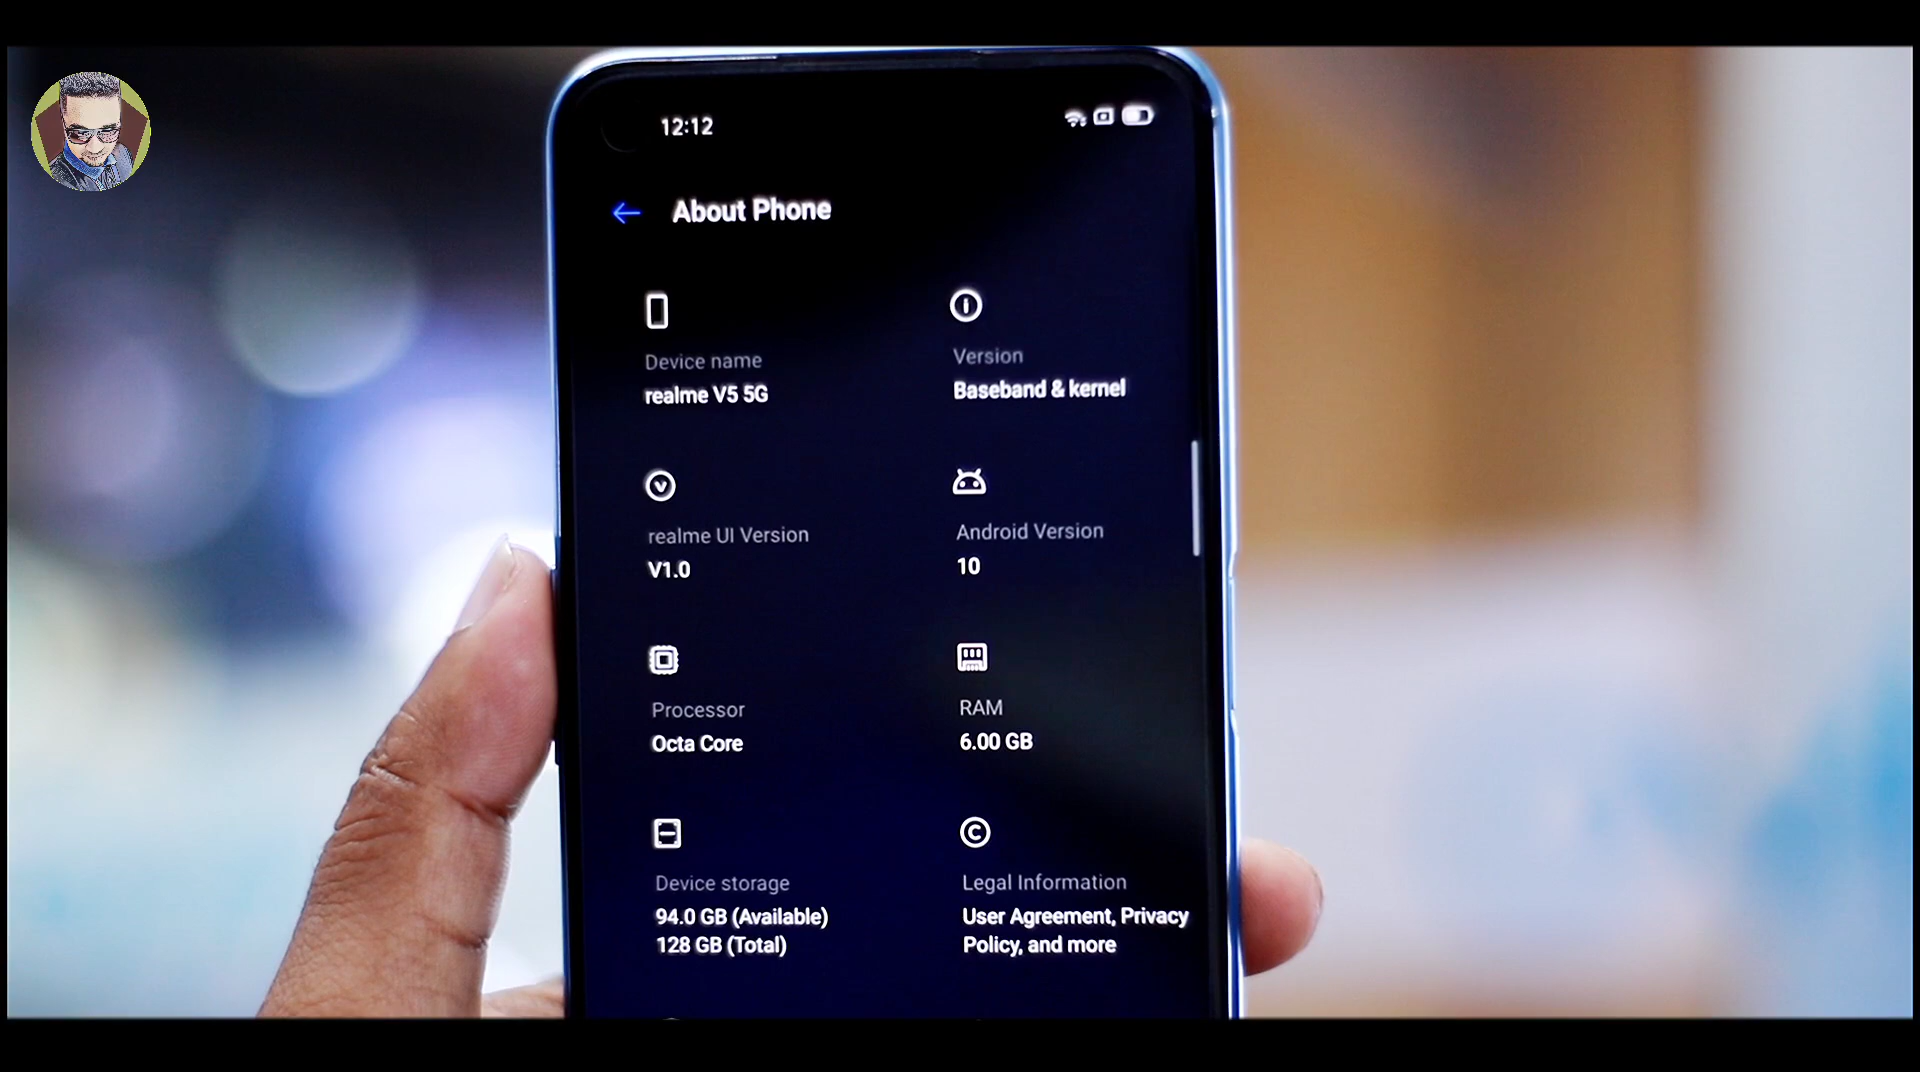 12:12
About Phone
Device name
realme V5 5G
Version
Baseband & kernel
realme UI Version
V1.0
Android Version
10
Processor
Octa Core
RAM
6.00 GB
Device storage
94.0 GB (Available)
128 GB (Total)
Legal Information
User Agreement, Privacy
Policy, and more